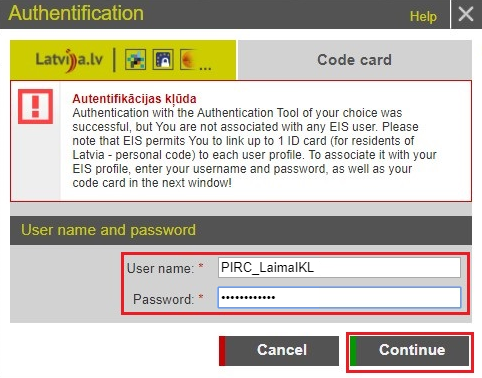 Authentification
Help
Latvija.lv
...
Code card
Autentifikācijas kļūda
Authentication with the Authentication Tool of your choice was
successful, but You are not associated with any EIS user. Please
note that EIS permits You to link up to 1 ID card (for residents of
Latvia - personal code) to each user profile. To associate it with your
EIS profile, enter your username and password, as well as your
code card in the next window!
User name and password
User name: * PIRC_LaimaIKL
Password: * ••••••••••••
Cancel
Continue